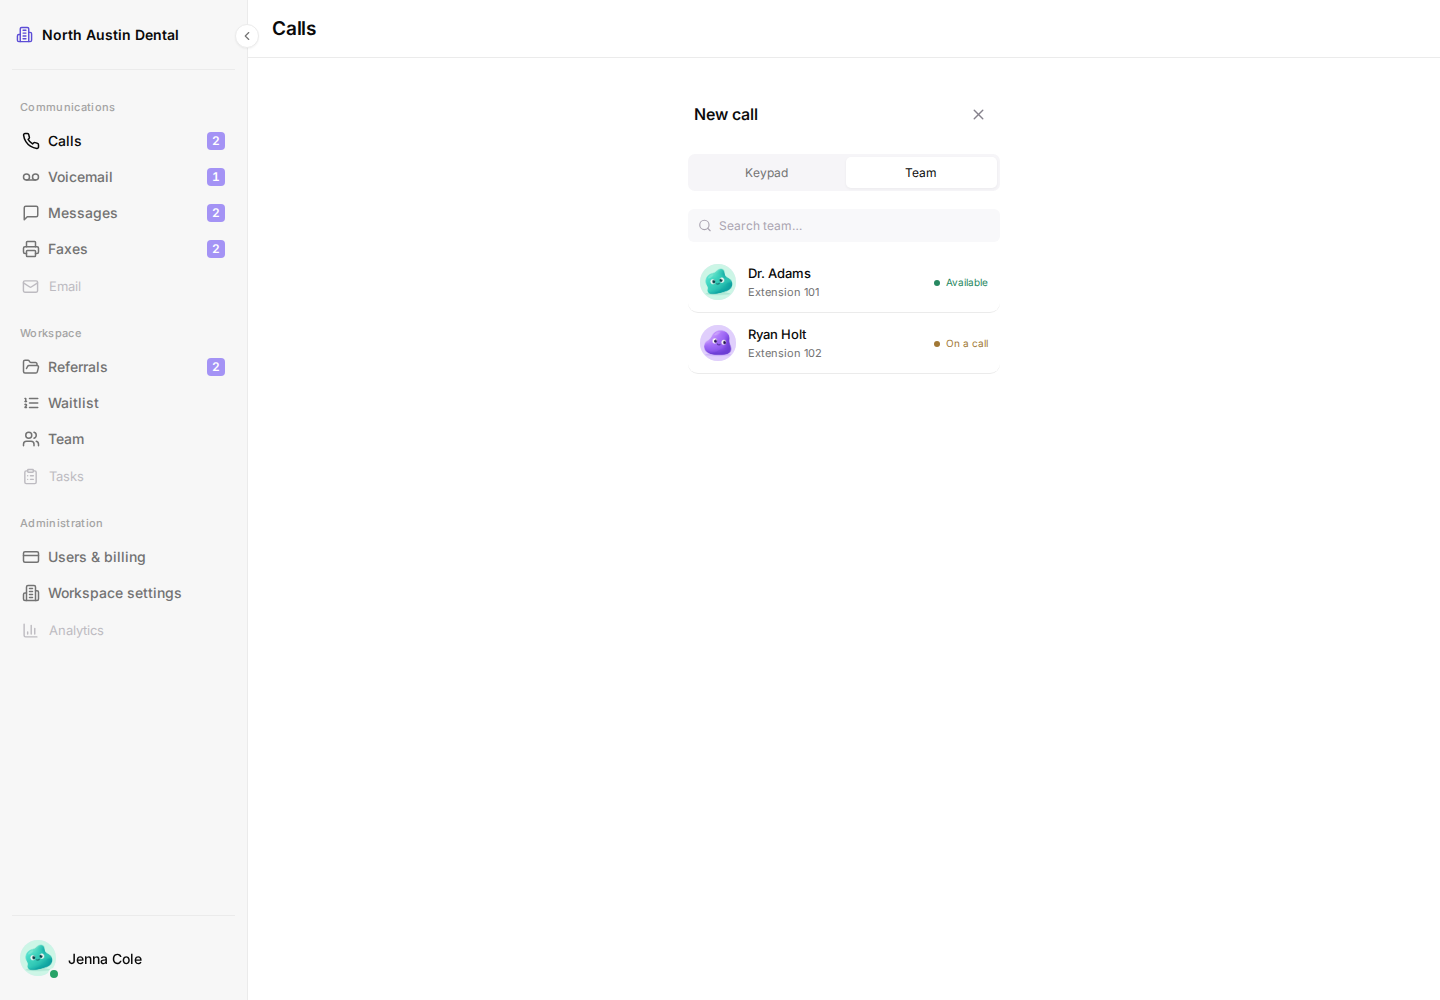 North Austin Dental
Calls
Communications
Calls 2
Voicemail 1
Messages 2
Faxes 2
Email
Workspace
Referrals 2
Waitlist
Team
Tasks
Administration
Users & billing
Workspace settings
Analytics
Jenna Cole
New call
Keypad Team
Search team...
Dr. Adams
Extension 101
Available
Ryan Holt
Extension 102
On a call